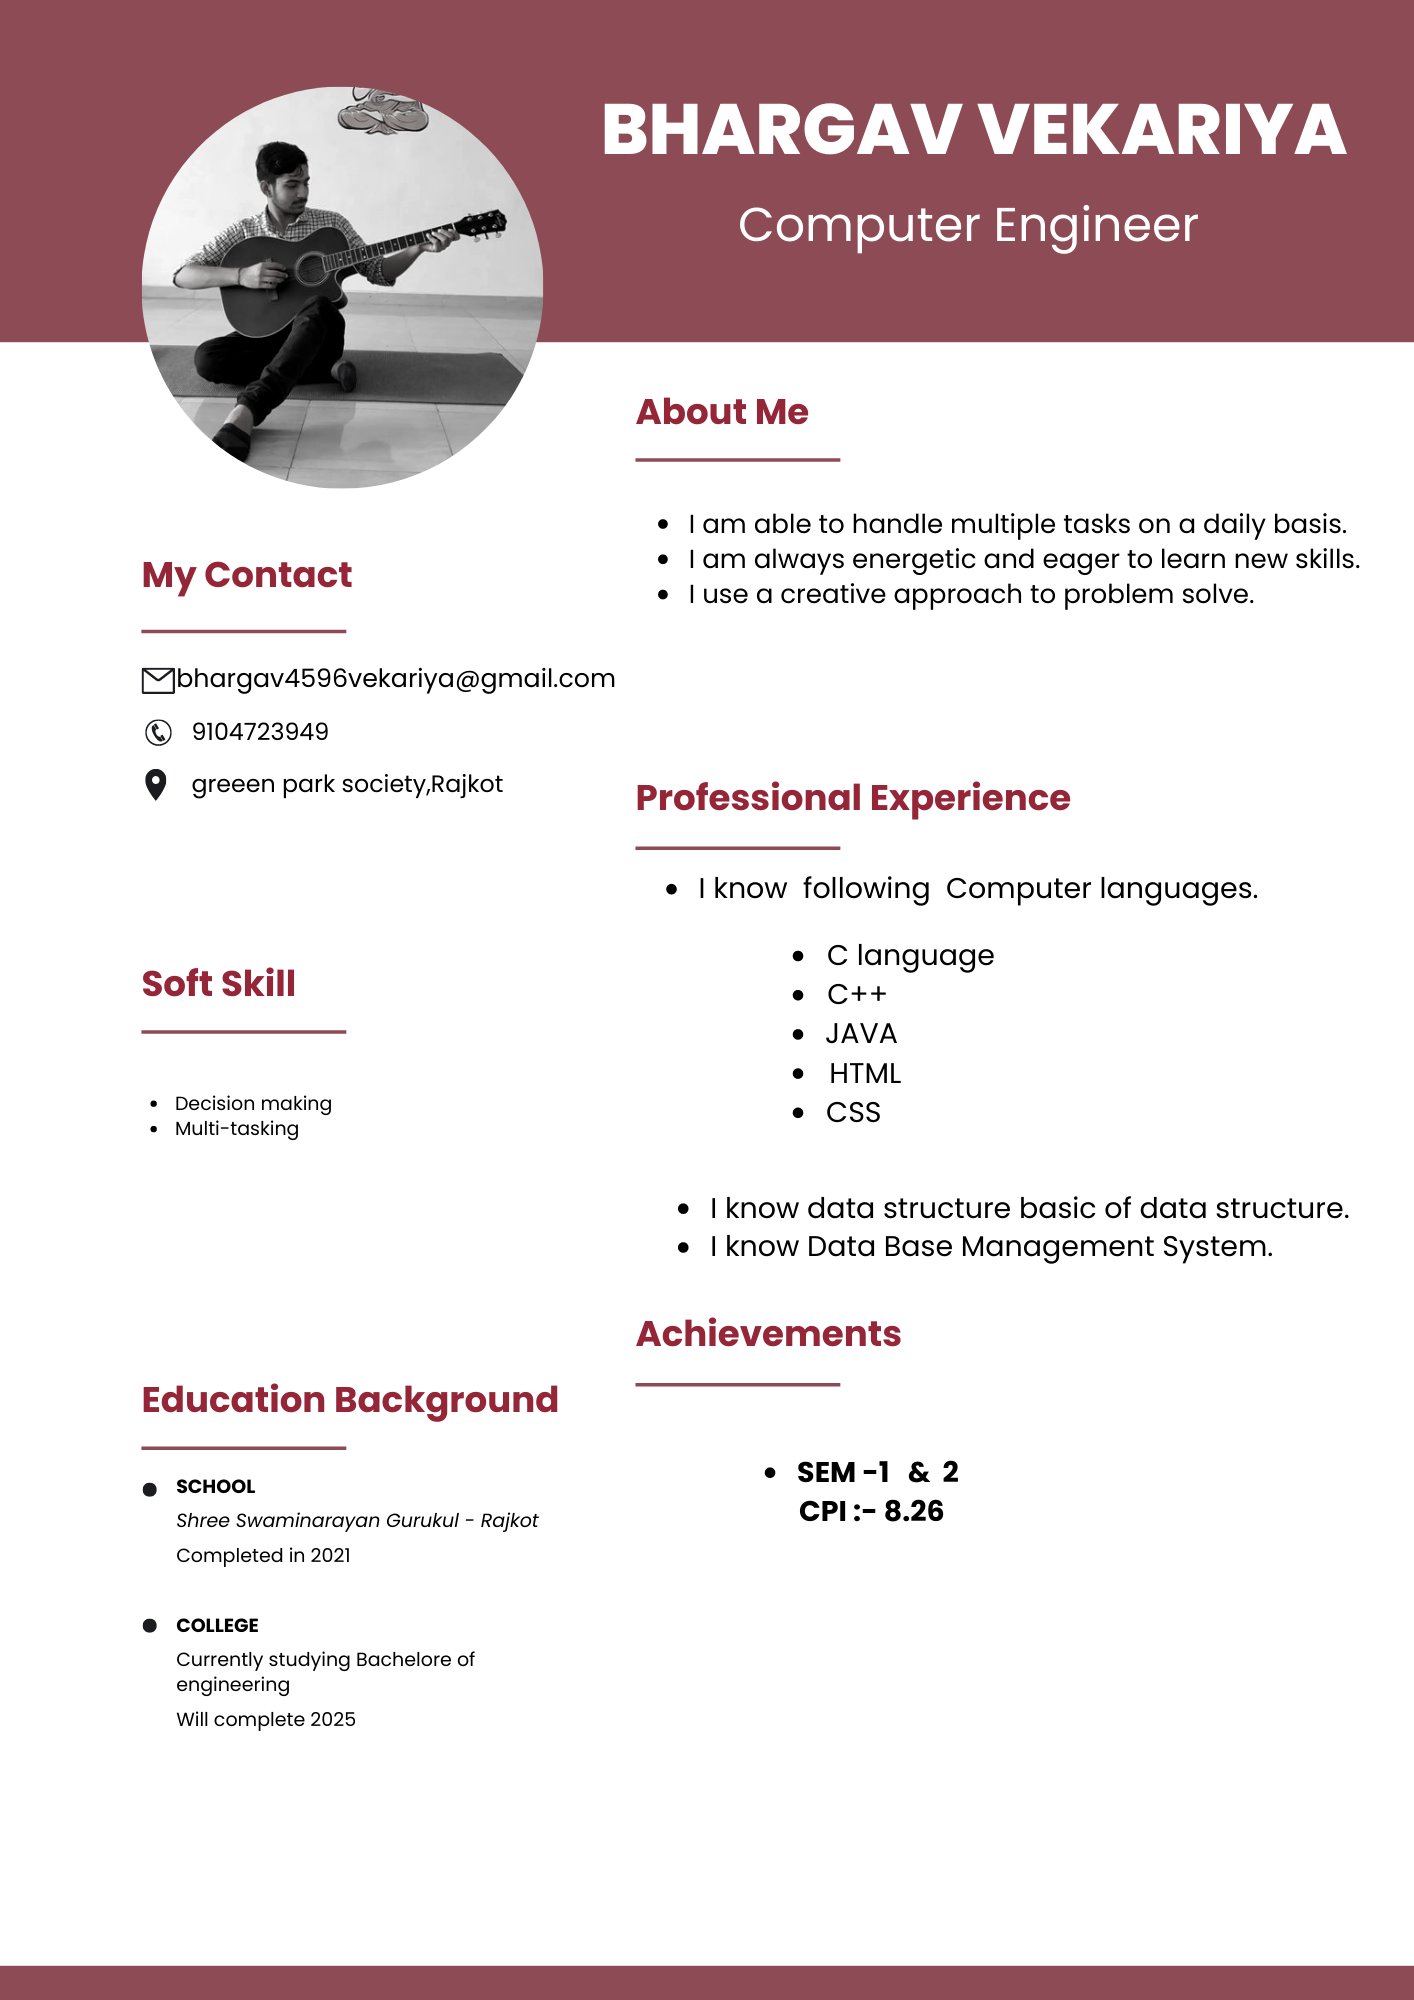 BHARGAV VEKARIYA
Computer Engineer
My Contact
bhargav4596vekariya@gmail.com
9104723949
greeen park society,Rajkot
Soft Skill
• Decision making
• Multi-tasking
Education Background
SCHOOL
Shree Swaminarayan Gurukul - Rajkot
Completed in 2021
COLLEGE
Currently studying Bachelore of
engineering
Will complete 2025
About Me
• I am able to handle multiple tasks on a daily basis.
• I am always energetic and eager to learn new skills.
• I use a creative approach to problem solve.
Professional Experience
• I know following Computer languages.
• C language
• C++
• JAVA
• HTML
• CSS
• I know data structure basic of data structure.
• I know Data Base Management System.
Achievements
• SEM -1 & 2
CPI :- 8.26